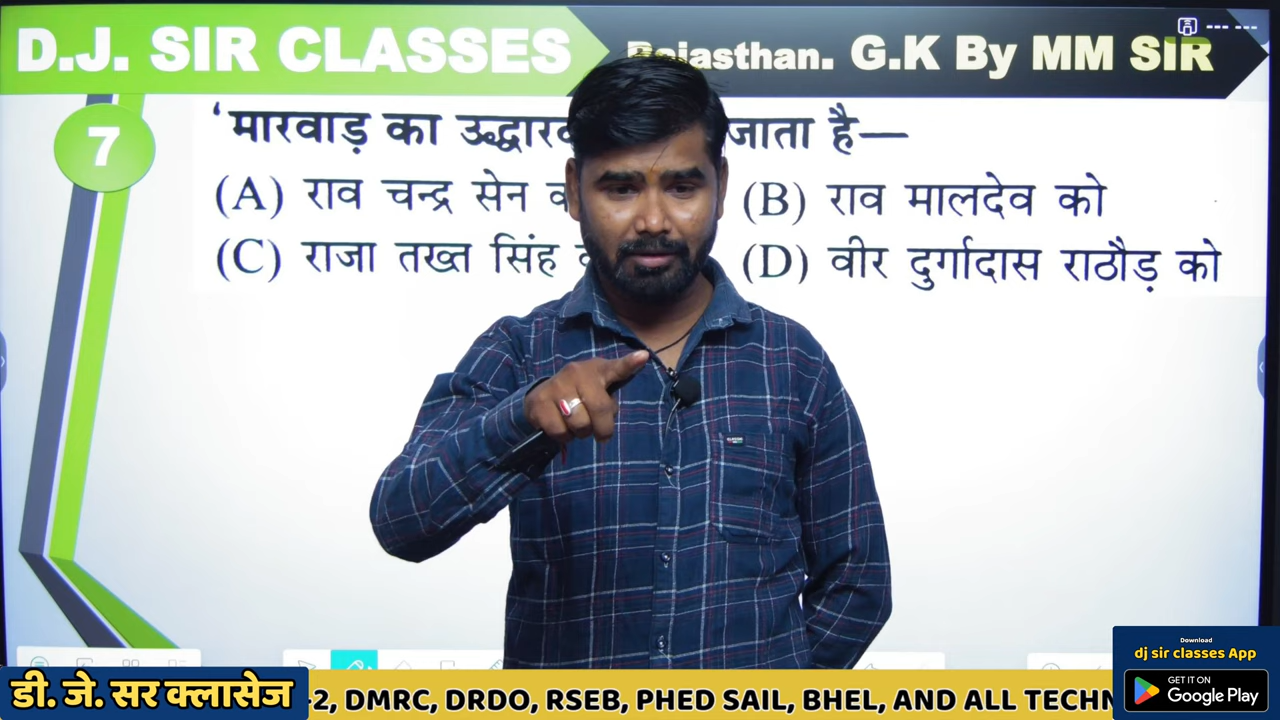 D.J. SIR CLASSES
Rajasthan. G.K By MM SIR
7
‘मारवाड़ का उद्धारक जाता है—
(A) राव चन्द्र सेन
(B) राव मालदेव को
(C) राजा तख्त सिंह
(D) वीर दुर्गादास राठौड़ को
Download
dj sir classes App
GET IT ON
Google Play
डी. जे. सर क्लासेज
-2, DMRC, DRDO, RSEB, PHED SAIL, BHEL, AND ALL TECHN